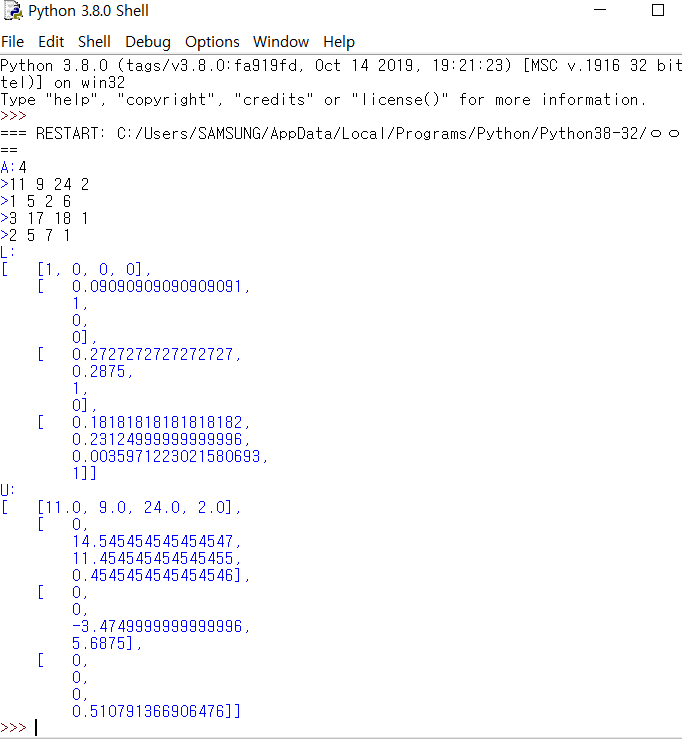 Python 3.8.0 Shell
File Edit Shell Debug Options Window Help
Python 3.8.0 (tags/v3.8.0:fa919fd, Oct 14 2019, 19:21:23) [MSC v.1916 32 bit (In
tel)] on win32
Type "help", "copyright", "credits" or "license()" for more information.
>>>
=== RESTART: C:/Users/SAMSUNG/AppData/Local/Programs/Python/Python38-32/ㅇㅇ
==
A:4
>11 9 24 2
>1 5 2 6
>3 17 18 1
>2 5 7 1
L:
[   [1, 0, 0, 0],
    [   0.09090909090909091,
        1,
        0,
        0],
    [   0.2727272727272727,
        0.2875,
        1,
        0],
    [   0.18181818181818182,
        0.23124999999999996,
        0.0035971223021580693,
        1]]
U:
[   [11.0, 9.0, 24.0, 2.0],
    [   0,
        14.545454545454547,
        11.454545454545455,
        0.4545454545454546],
    [   0,
        0,
        -3.4749999999999996,
        5.6875],
    [   0,
        0,
        0,
        0.510791366906476]]
>>>